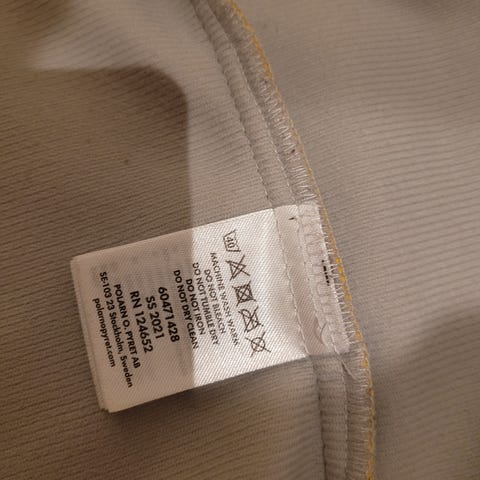 40
MACHINE WASH WARM
DO NOT BLEACH
DO NOT TUMBLE DRY
DO NOT IRON
DO NOT DRY CLEAN
60471428
SS 2021
RN 124652
POLARN O. PYRET AB
SE-103 23 Stockholm, Sweden
polarnopyret.com